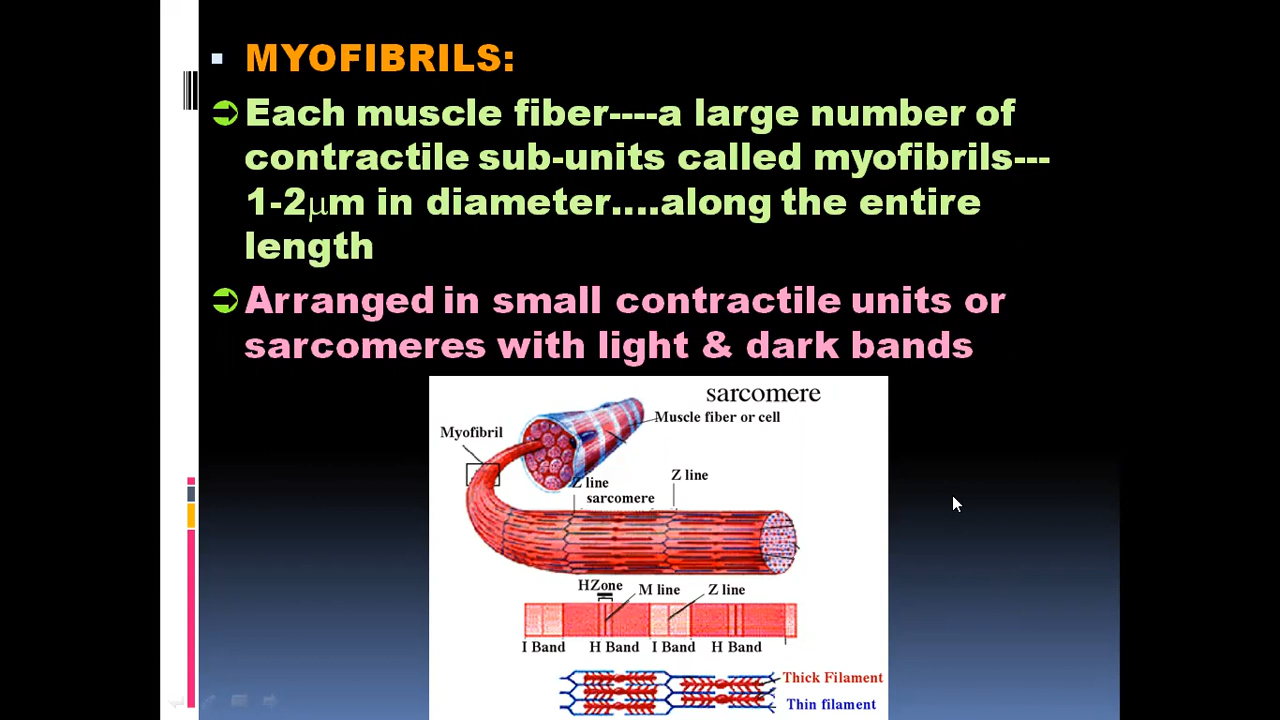 MYOFIBRILS:
Each muscle fiber----a large number of
contractile sub-units called myofibrils---
1-2μm in diameter....along the entire
length
Arranged in small contractile units or
sarcomeres with light & dark bands
sarcomere
Muscle fiber or cell
Myofibril
Z line
Z line
sarcomere
HZone
M line
Z line
I Band
H Band
I Band
H Band
Thick Filament
Thin filament